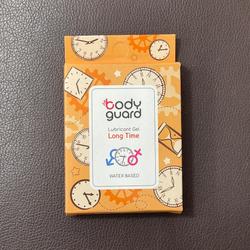 body
guard
Lubricant Gel
Long Time
WATER BASED